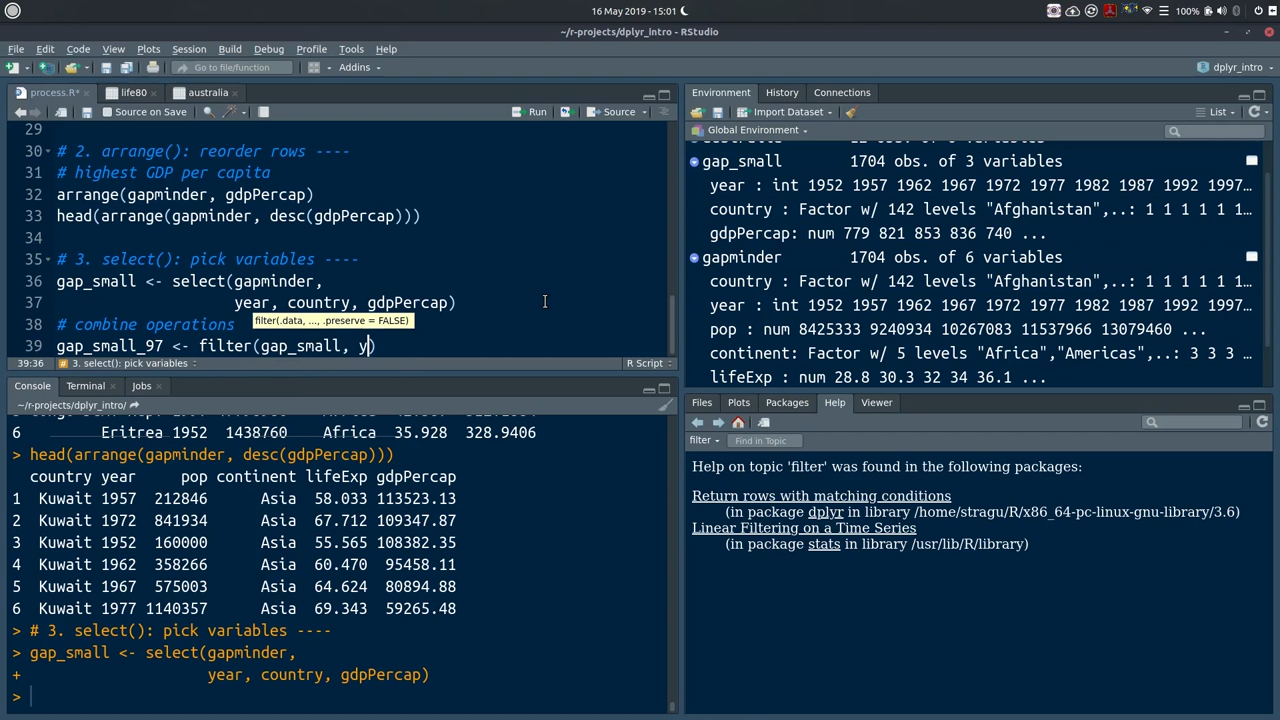 16 May 2019 - 15:01
100%
~/r-projects/dplyr_intro - RStudio
File Edit Code View Plots Session Build Debug Profile Tools Help
Go to file/function Addins dplyr_intro
process.R* life80 australia
Source on Save Run Source
29
30 # 2. arrange(): reorder rows ----
31 # highest GDP per capita
32 arrange(gapminder, gdpPercap)
33 head(arrange(gapminder, desc(gdpPercap)))
34
35 # 3. select(): pick variables ----
36 gap_small <- select(gapminder,
37 year, country, gdpPercap)
38 # combine operations
filter(.data, ..., .preserve = FALSE)
39 gap_small_97 <- filter(gap_small, y)
39:36 3. select(): pick variables R Script
Console Terminal Jobs
~/r-projects/dplyr_intro/
6 Eritrea 1952 1438760 Africa 35.928 328.9406
> head(arrange(gapminder, desc(gdpPercap)))
country year pop continent lifeExp gdpPercap
1 Kuwait 1957 212846 Asia 58.033 113523.13
2 Kuwait 1972 841934 Asia 67.712 109347.87
3 Kuwait 1952 160000 Asia 55.565 108382.35
4 Kuwait 1962 358266 Asia 60.470 95458.11
5 Kuwait 1967 575003 Asia 64.624 80894.88
6 Kuwait 1977 1140357 Asia 69.343 59265.48
> # 3. select(): pick variables ----
> gap_small <- select(gapminder,
+ year, country, gdpPercap)
>
Environment History Connections
Import Dataset List
Global Environment
gap_small 1704 obs. of 3 variables
year : int 1952 1957 1962 1967 1972 1977 1982 1987 1992 1997…
country : Factor w/ 142 levels "Afghanistan",..: 1 1 1 1 1 1
gdpPercap: num 779 821 853 836 740 ...
gapminder 1704 obs. of 6 variables
country : Factor w/ 142 levels "Afghanistan",..: 1 1 1 1 1 1
year : int 1952 1957 1962 1967 1972 1977 1982 1987 1992 1997…
pop : num 8425333 9240934 10267083 11537966 13079460 ...
continent: Factor w/ 5 levels "Africa","Americas",..: 3 3 3
lifeExp : num 28.8 30.3 32 34 36.1 ...
Files Plots Packages Help Viewer
filter Find in Topic
Help on topic 'filter' was found in the following packages:
Return rows with matching conditions
(in package dplyr in library /home/stragu/R/x86_64-pc-linux-gnu-library/3.6)
Linear Filtering on a Time Series
(in package stats in library /usr/lib/R/library)